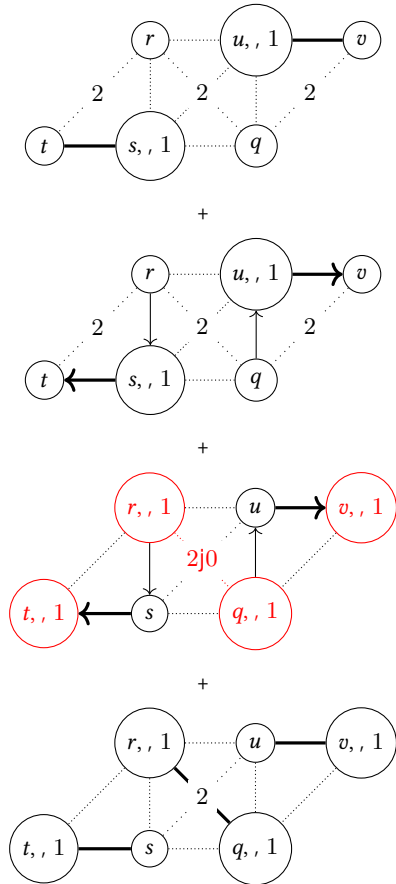 r u, , 1 v
2 2 2
t s, , 1 q
+
r u, , 1 v
2 2 2
t s, , 1 q
+
r, , 1 u v, , 1
2j0
t, , 1 s q, , 1
+
r, , 1 u v, , 1
2
t, , 1 s q, , 1